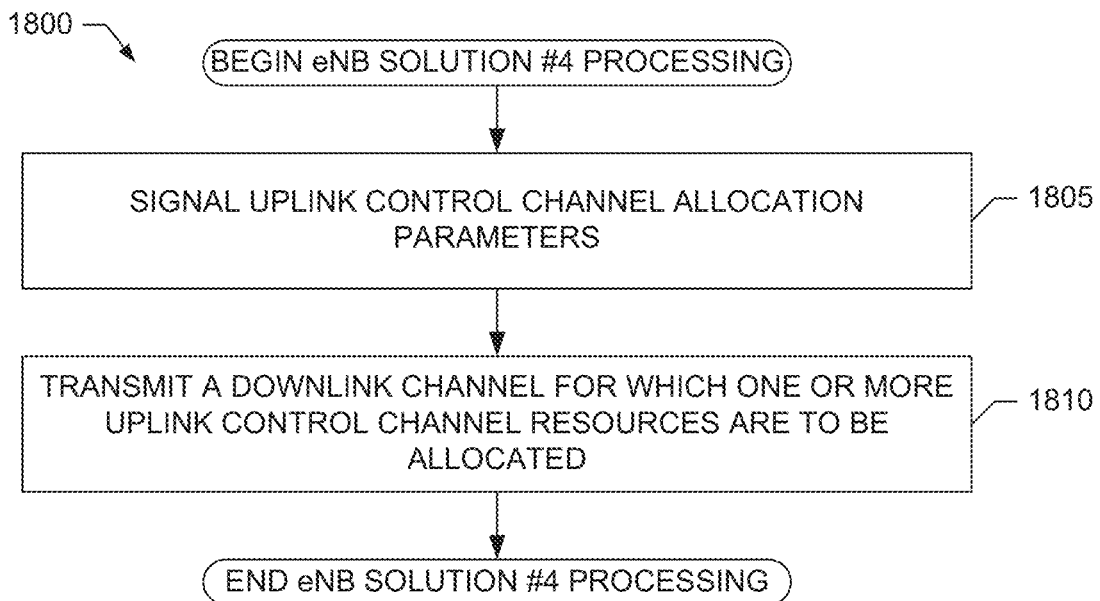 1800
BEGIN eNB SOLUTION #4 PROCESSING
SIGNAL UPLINK CONTROL CHANNEL ALLOCATION
PARAMETERS
1805
TRANSMIT A DOWNLINK CHANNEL FOR WHICH ONE OR MORE
UPLINK CONTROL CHANNEL RESOURCES ARE TO BE
ALLOCATED
1810
END eNB SOLUTION #4 PROCESSING